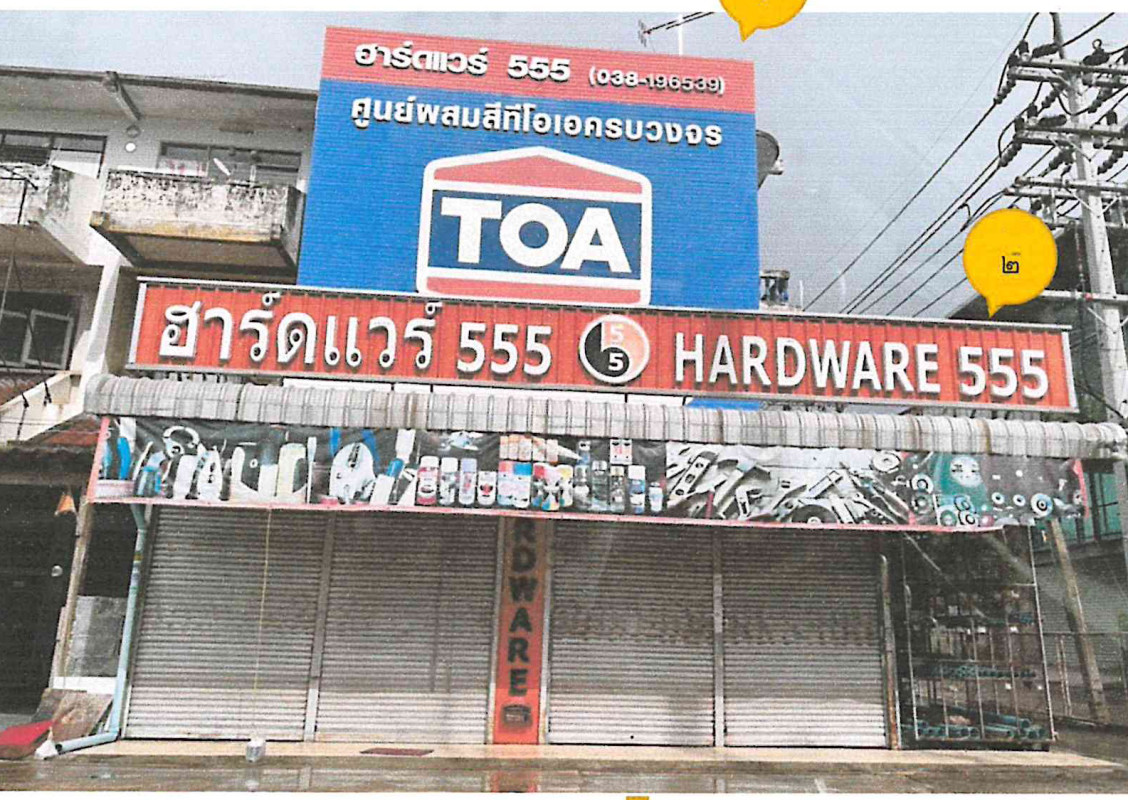 ฮาร์ดแวร์ 555 (038-196539)
ศูนย์ผสมสีทีโอเอครบวงจร
TOA
๒
ฮาร์ดแวร์ 555 555 HARDWARE 555
RDWARE